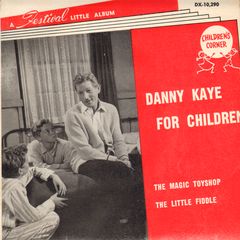 A Festival LITTLE ALBUM
DX-10,290
CHILDREN'S
CORNER
DANNY KAYE
FOR CHILDREN
THE MAGIC TOYSHOP
THE LITTLE FIDDLE